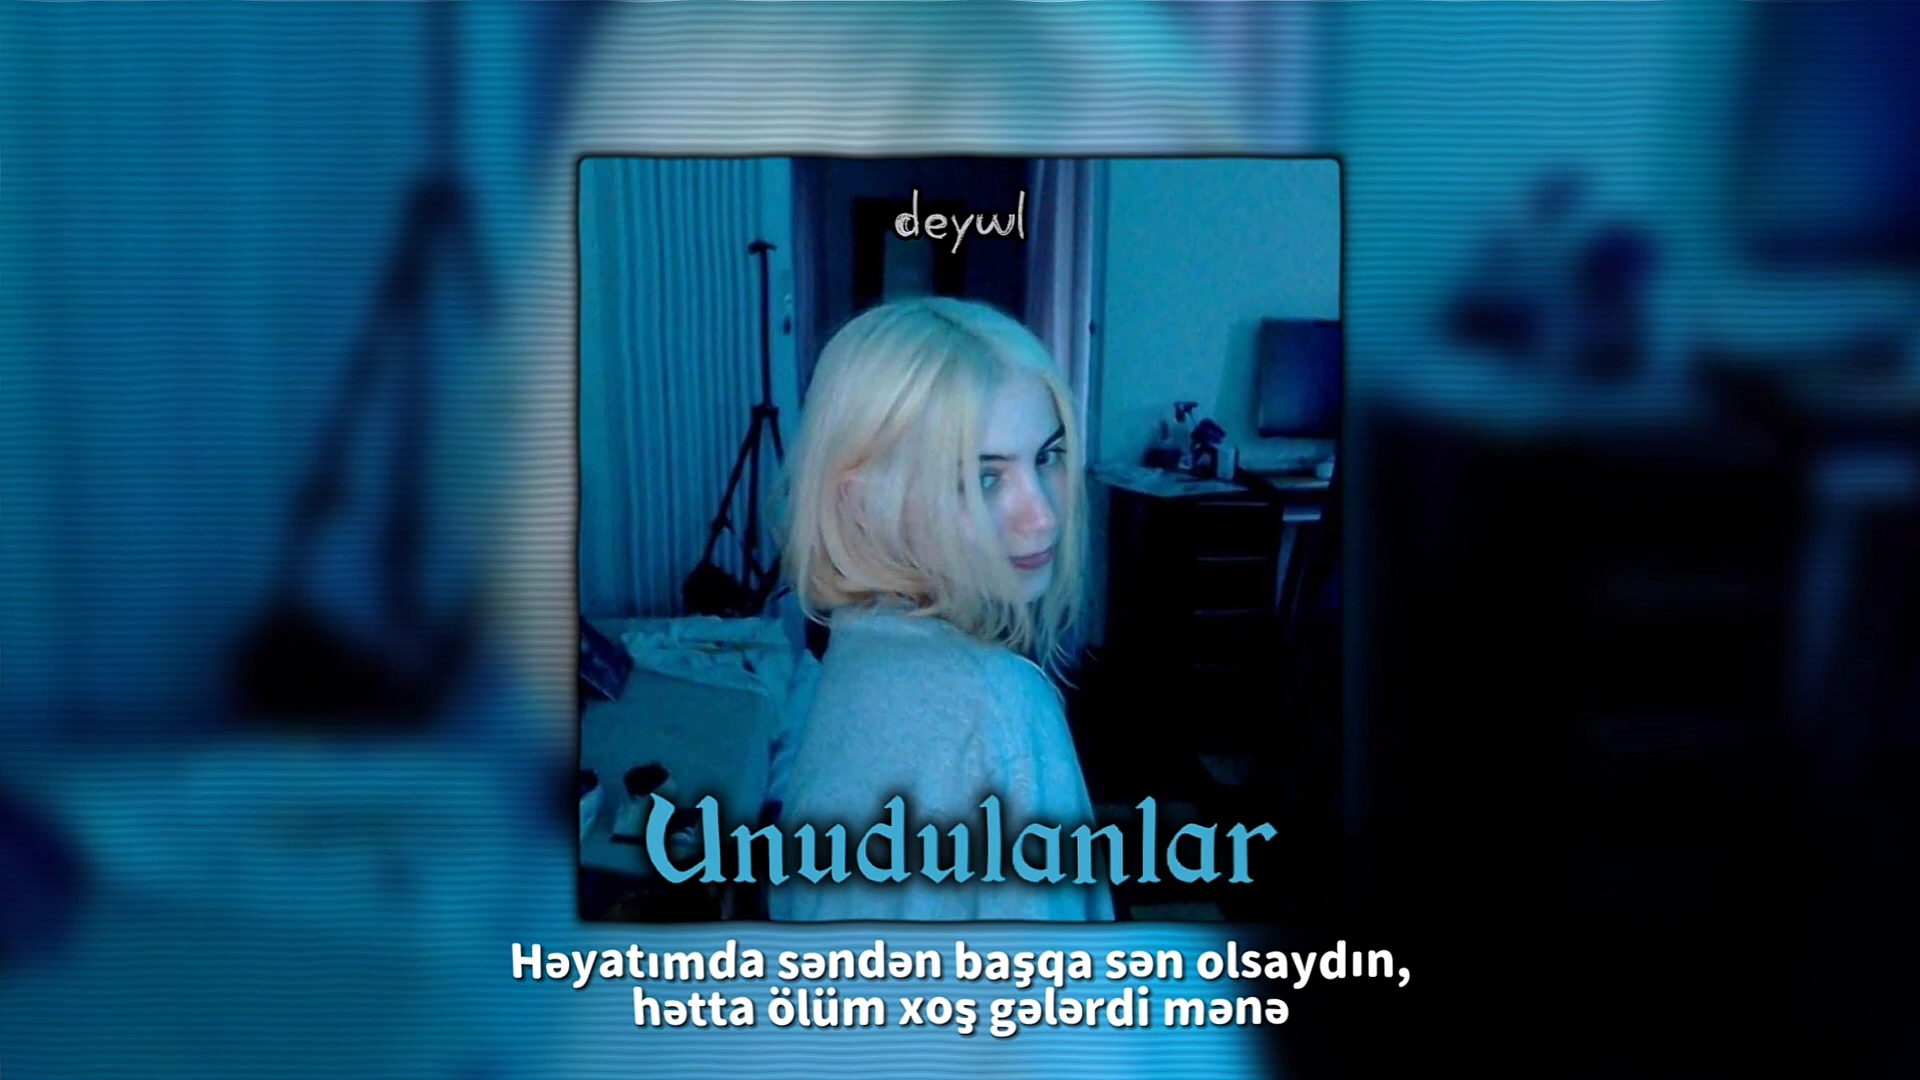 deywl
Unudulanlar
Həyatımda səndən başqa sən olsaydın,
hətta ölüm xoş gələrdi mənə